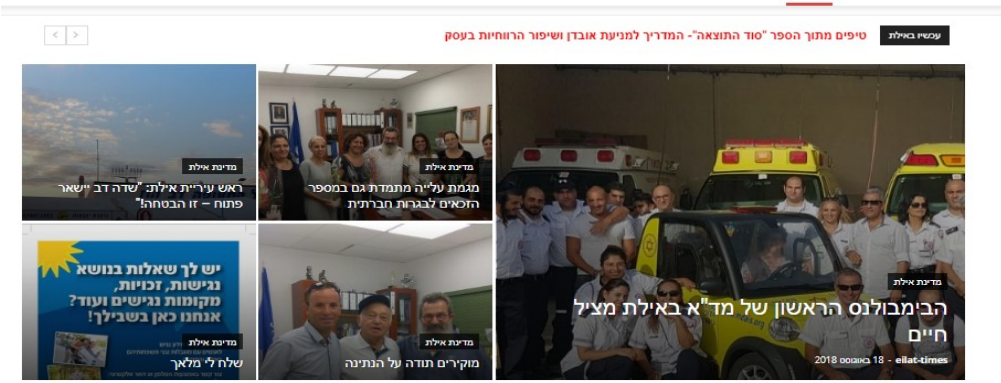 עכשיו באילת
טיפים מתוך הספר "סוד התוצאה"- המדריך למניעת אובדן ושיפור הרווחיות בעסק
מדינת אילת
הבימבולנס הראשון של מד"א באילת מציל
חיים
eilat-times - 18 באוגוסט 2018
מדינת אילת
מגמת עלייה מתמדת גם במספר
הזכאים לבגרות חברתית
מדינת אילת
ראש עיריית אילת: "שדה דב יישאר
פתוח – זו הבטחה!"
מדינת אילת
מוקירים תודה על הנתינה
יש לך שאלות בנושא
נגישות, זכויות,
מקומות נגישים ועוד?
אנחנו כאן בשבילך!
מדינת אילת
שלח לי מלאך